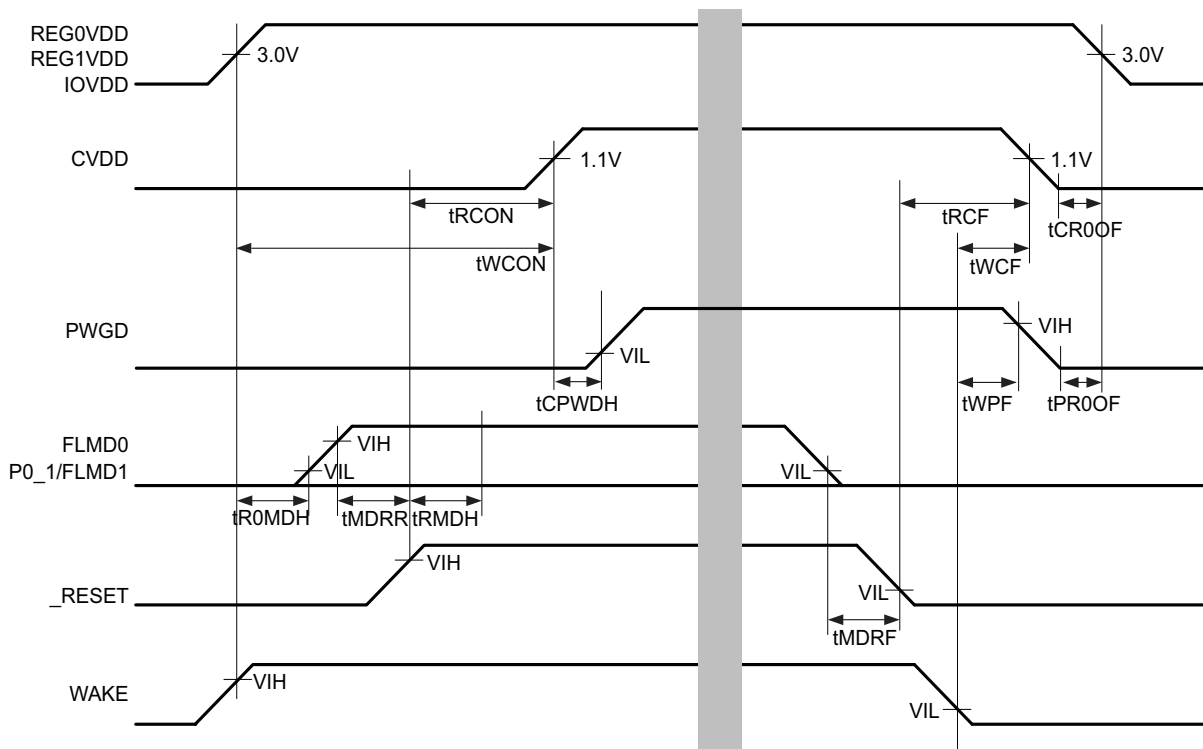 REG0VDD
REG1VDD
IOVDD
3.0V
3.0V
CVDD
1.1V
1.1V
tRCON
tRCF
tCR0OF
tWCON
tWCF
PWGD
VIL
VIH
tCPWDH
tWPF
tPR0OF
FLMD0
P0_1/FLMD1
VIH
VIL
VIL
tR0MDH
tMDRR
tRMDH
_RESET
VIH
VIL
tMDRF
WAKE
VIH
VIL